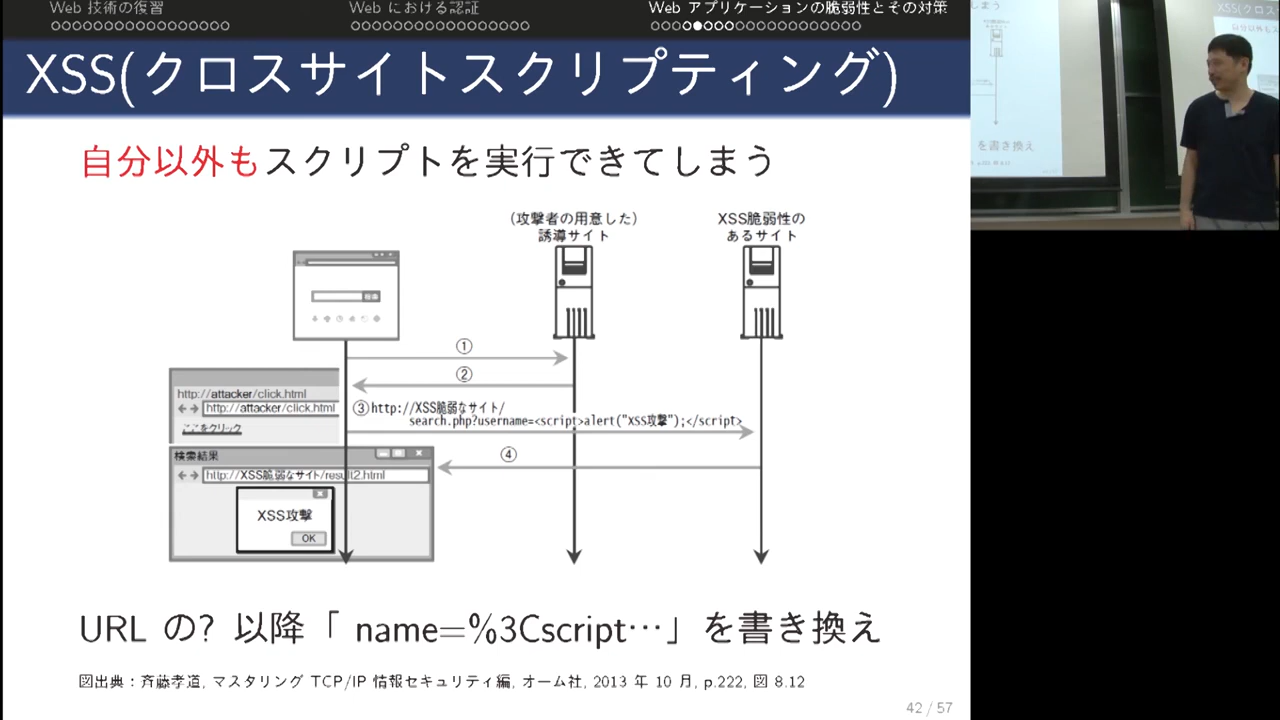 Web 技術の復習
Web における認証
Web アプリケーションの脆弱性とその対策
XSS(クロスサイトスクリプティング)
自分以外もスクリプトを実行できてしまう
(攻撃者の用意した)
誘導サイト
XSS脆弱性の
あるサイト
検索
①
②
http://attacker/click.html
http://attacker/click.html
ここをクリック
③http://XSS脆弱なサイト/
search.php?username=<script>alert("XSS攻撃");</script>
④
検索結果
http://XSS脆弱なサイト/result2.html
XSS攻撃
OK
URL の? 以降「 name=%3Cscript…」を書き換え
図出典:斉藤孝道, マスタリング TCP/IP 情報セキュリティ編, オーム社, 2013 年 10 月, p.222, 図 8.12
42 / 57
を書き換え